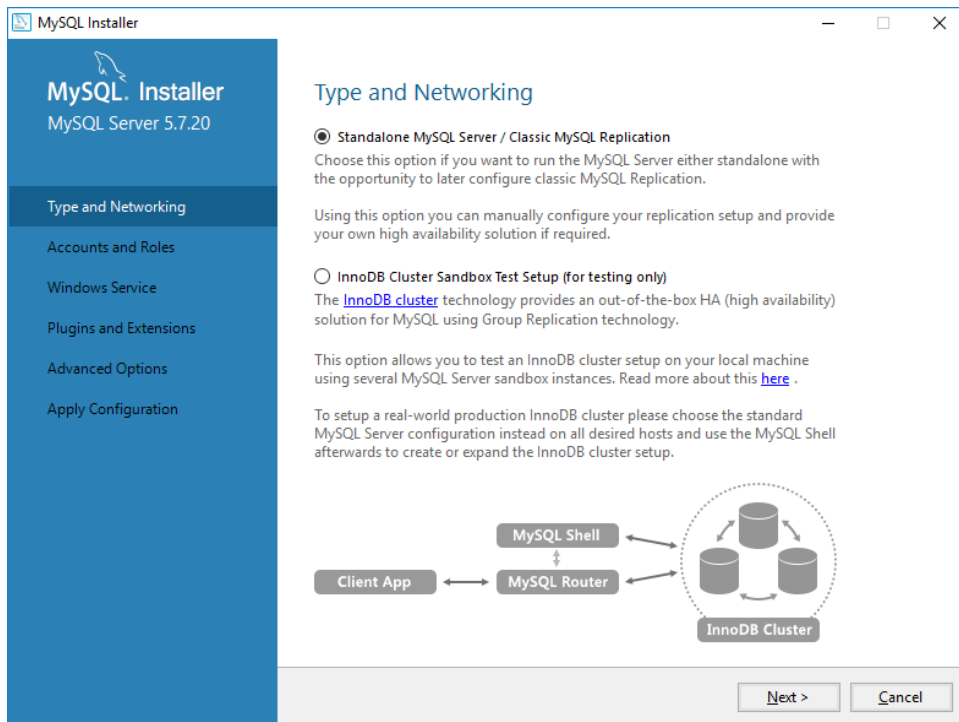 MySQL Installer
MySQL. Installer
MySQL Server 5.7.20
Type and Networking
Accounts and Roles
Windows Service
Plugins and Extensions
Advanced Options
Apply Configuration
Type and Networking
Standalone MySQL Server / Classic MySQL Replication
Choose this option if you want to run the MySQL Server either standalone with
the opportunity to later configure classic MySQL Replication.
Using this option you can manually configure your replication setup and provide
your own high availability solution if required.
InnoDB Cluster Sandbox Test Setup (for testing only)
The InnoDB cluster technology provides an out-of-the-box HA (high availability)
solution for MySQL using Group Replication technology.
This option allows you to test an InnoDB cluster setup on your local machine
using several MySQL Server sandbox instances. Read more about this here .
To setup a real-world production InnoDB cluster please choose the standard
MySQL Server configuration instead on all desired hosts and use the MySQL Shell
afterwards to create or expand the InnoDB cluster setup.
MySQL Shell
Client App
MySQL Router
InnoDB Cluster
Next >
Cancel